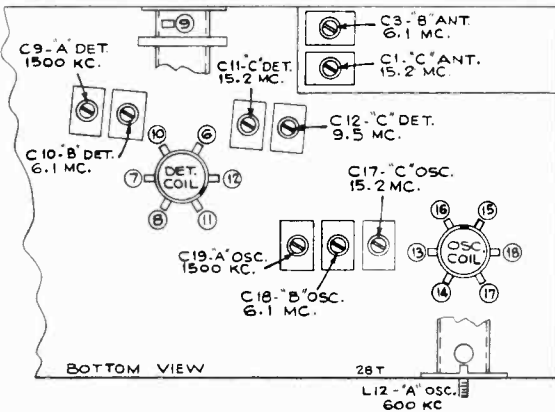 9
C3-"B" ANT.
6.1 MC.
C9-"A" DET.
1500 KC.
C11-"C" DET.
15.2 MC.
C1-"C" ANT.
15.2 MC.
C10-"B" DET.
6.1 MC.
C12-"C" DET.
9.5 MC.
10
6
7
DET.
COIL
12
8
11
C17-"C" OSC.
15.2 MC.
16
15
13
OSC.
COIL
18
14
17
C19-"A" OSC.
1500 KC.
C18-"B" OSC.
6.1 MC.
BOTTOM VIEW
28T
L12-"A" OSC.
600 KC